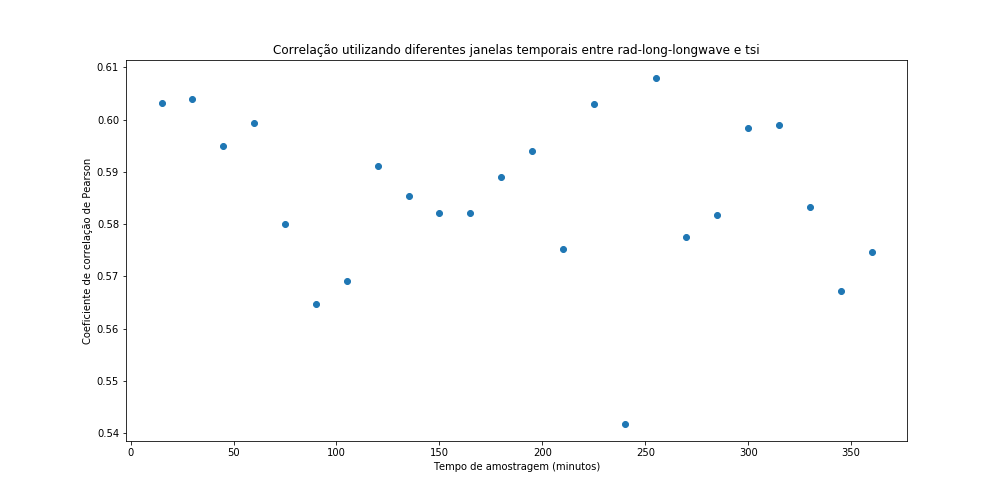 Correlação utilizando diferentes janelas temporais entre rad-long-longwave e tsi
Coeficiente de correlação de Pearson
0.61
0.60
0.59
0.58
0.57
0.56
0.55
0.54
0 50 100 150 200 250 300 350
Tempo de amostragem (minutos)